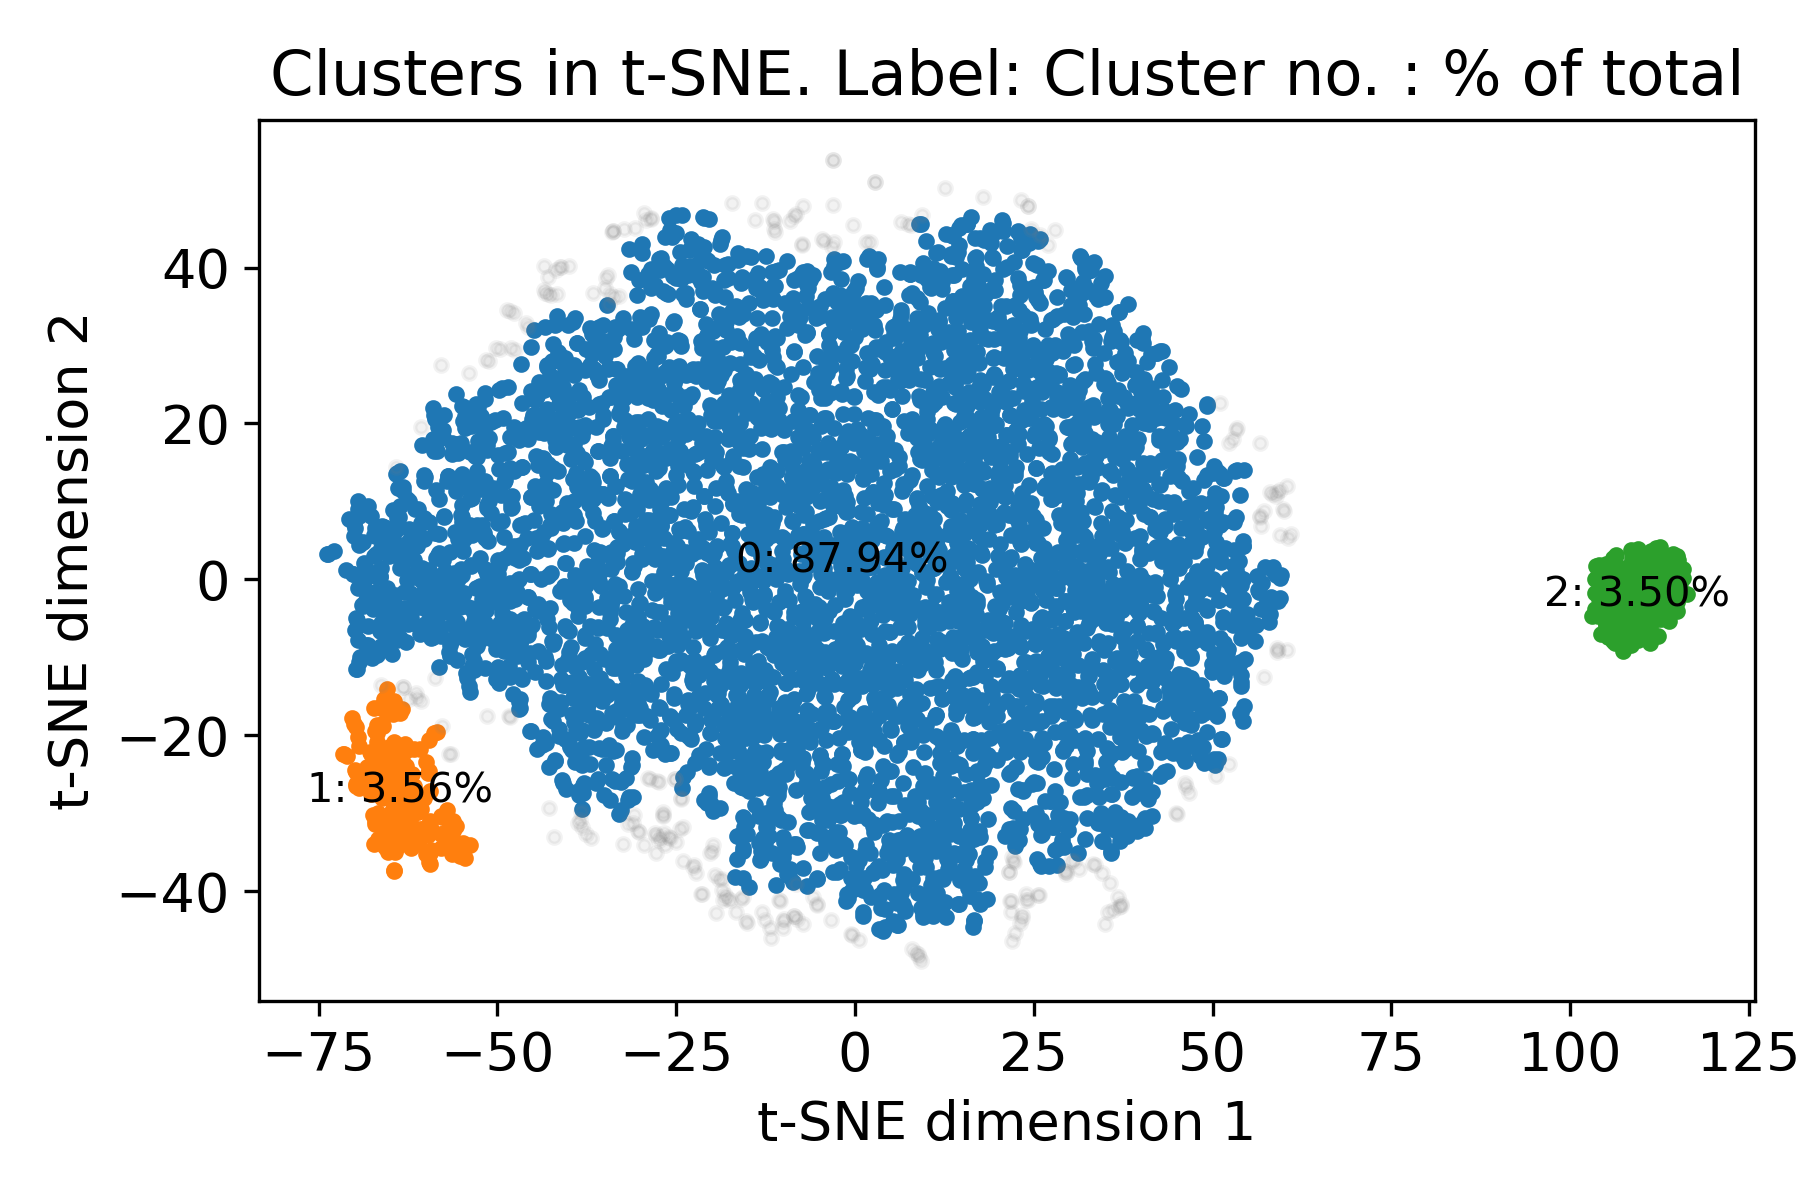 Clusters in t-SNE. Label: Cluster no. : % of total
t-SNE dimension 2
40
20
0
−20
−40
0: 87.94%
2: 3.50%
1: 3.56%
−75 −50 −25 0 25 50 75 100 125
t-SNE dimension 1